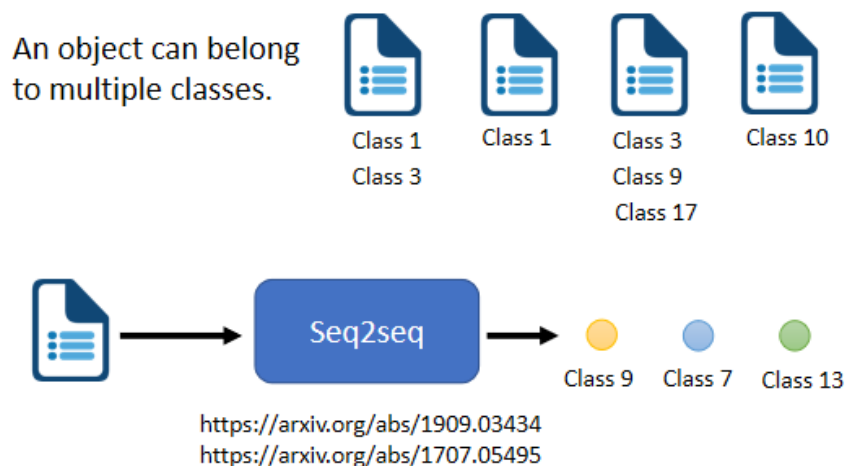 An object can belong
to multiple classes.
Class 1
Class 3
Class 1
Class 3
Class 9
Class 17
Class 10
Seq2seq
Class 9
Class 7
Class 13
https://arxiv.org/abs/1909.03434
https://arxiv.org/abs/1707.05495